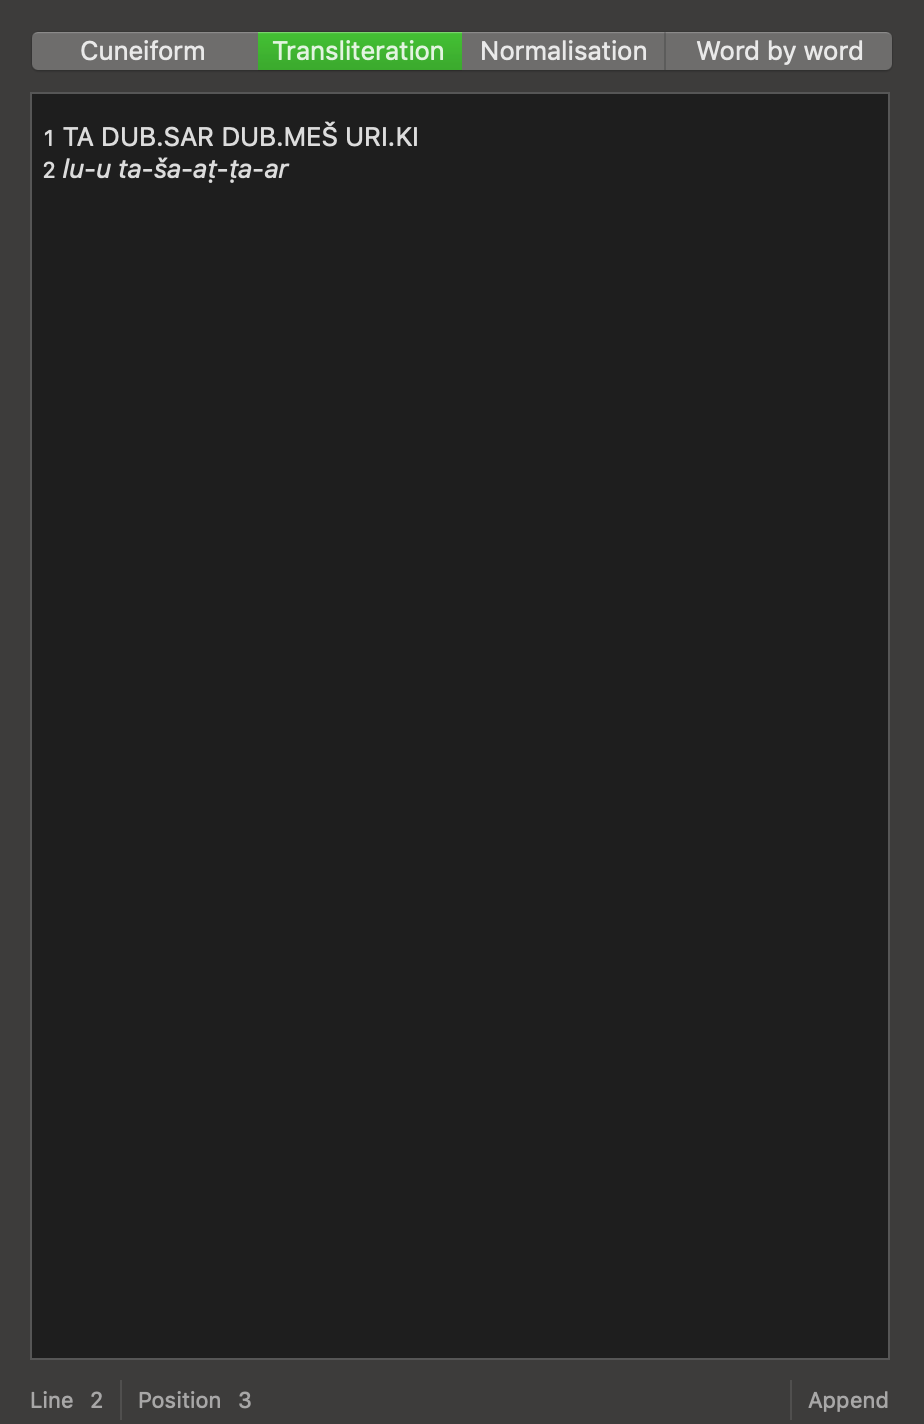 Cuneiform Transliteration Normalisation Word by word
1 TA DUB.SAR DUB.MEŠ URI.KI
2 lu-u ta-ša-aṭ-ṭa-ar
Line 2 Position 3 Append